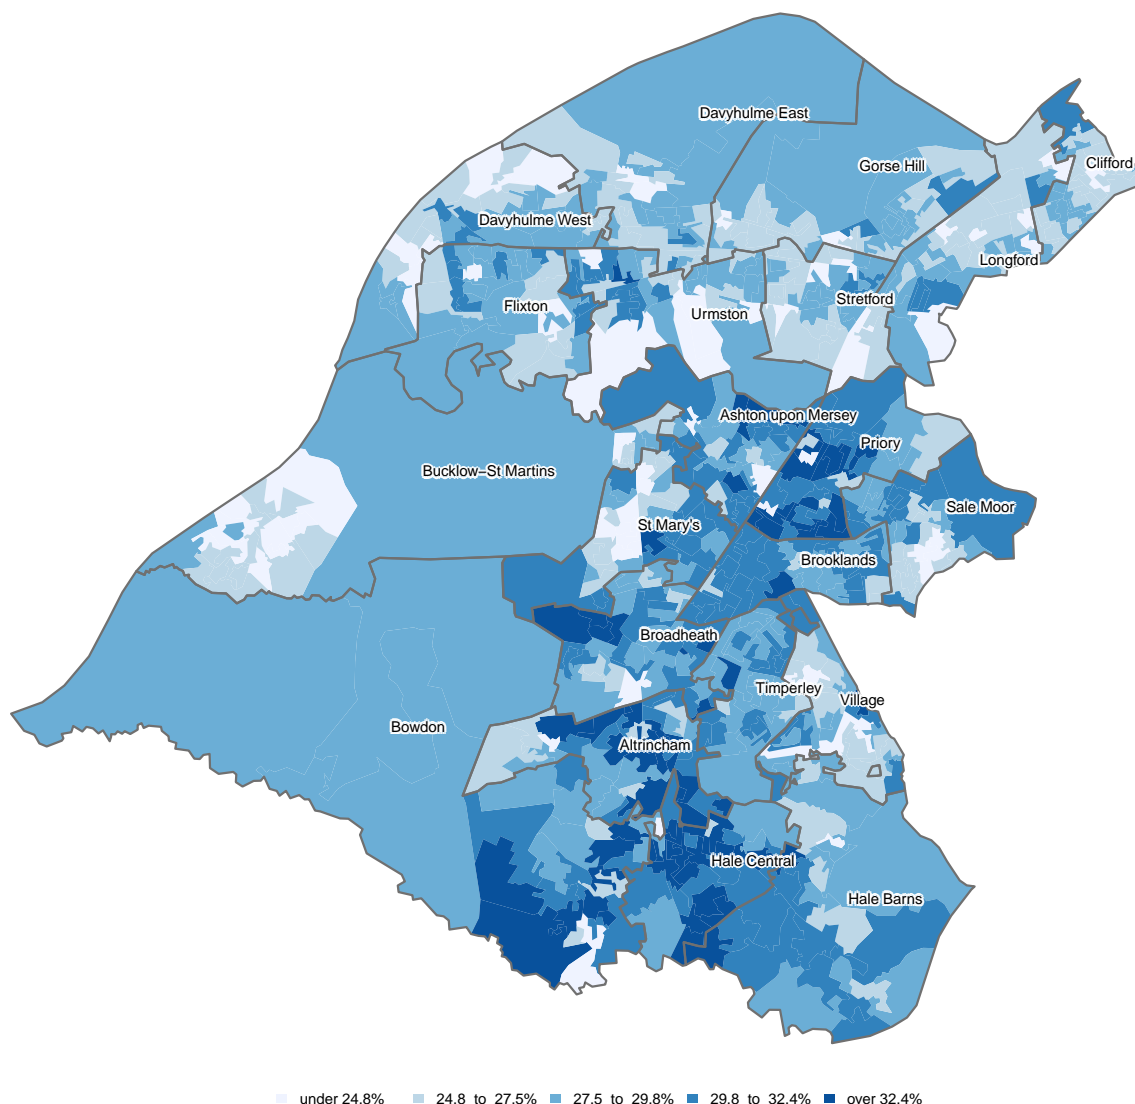 Davyhulme East
Gorse Hill
Clifford
Davyhulme West
Longford
Flixton
Stretford
Urmston
Ashton upon Mersey
Priory
Bucklow−St Martins
Sale Moor
St Mary's
Brooklands
Broadheath
Timperley
Village
Bowdon
Altrincham
Hale Central
Hale Barns
under 24.8% 24.8 to 27.5% 27.5 to 29.8% 29.8 to 32.4% over 32.4%